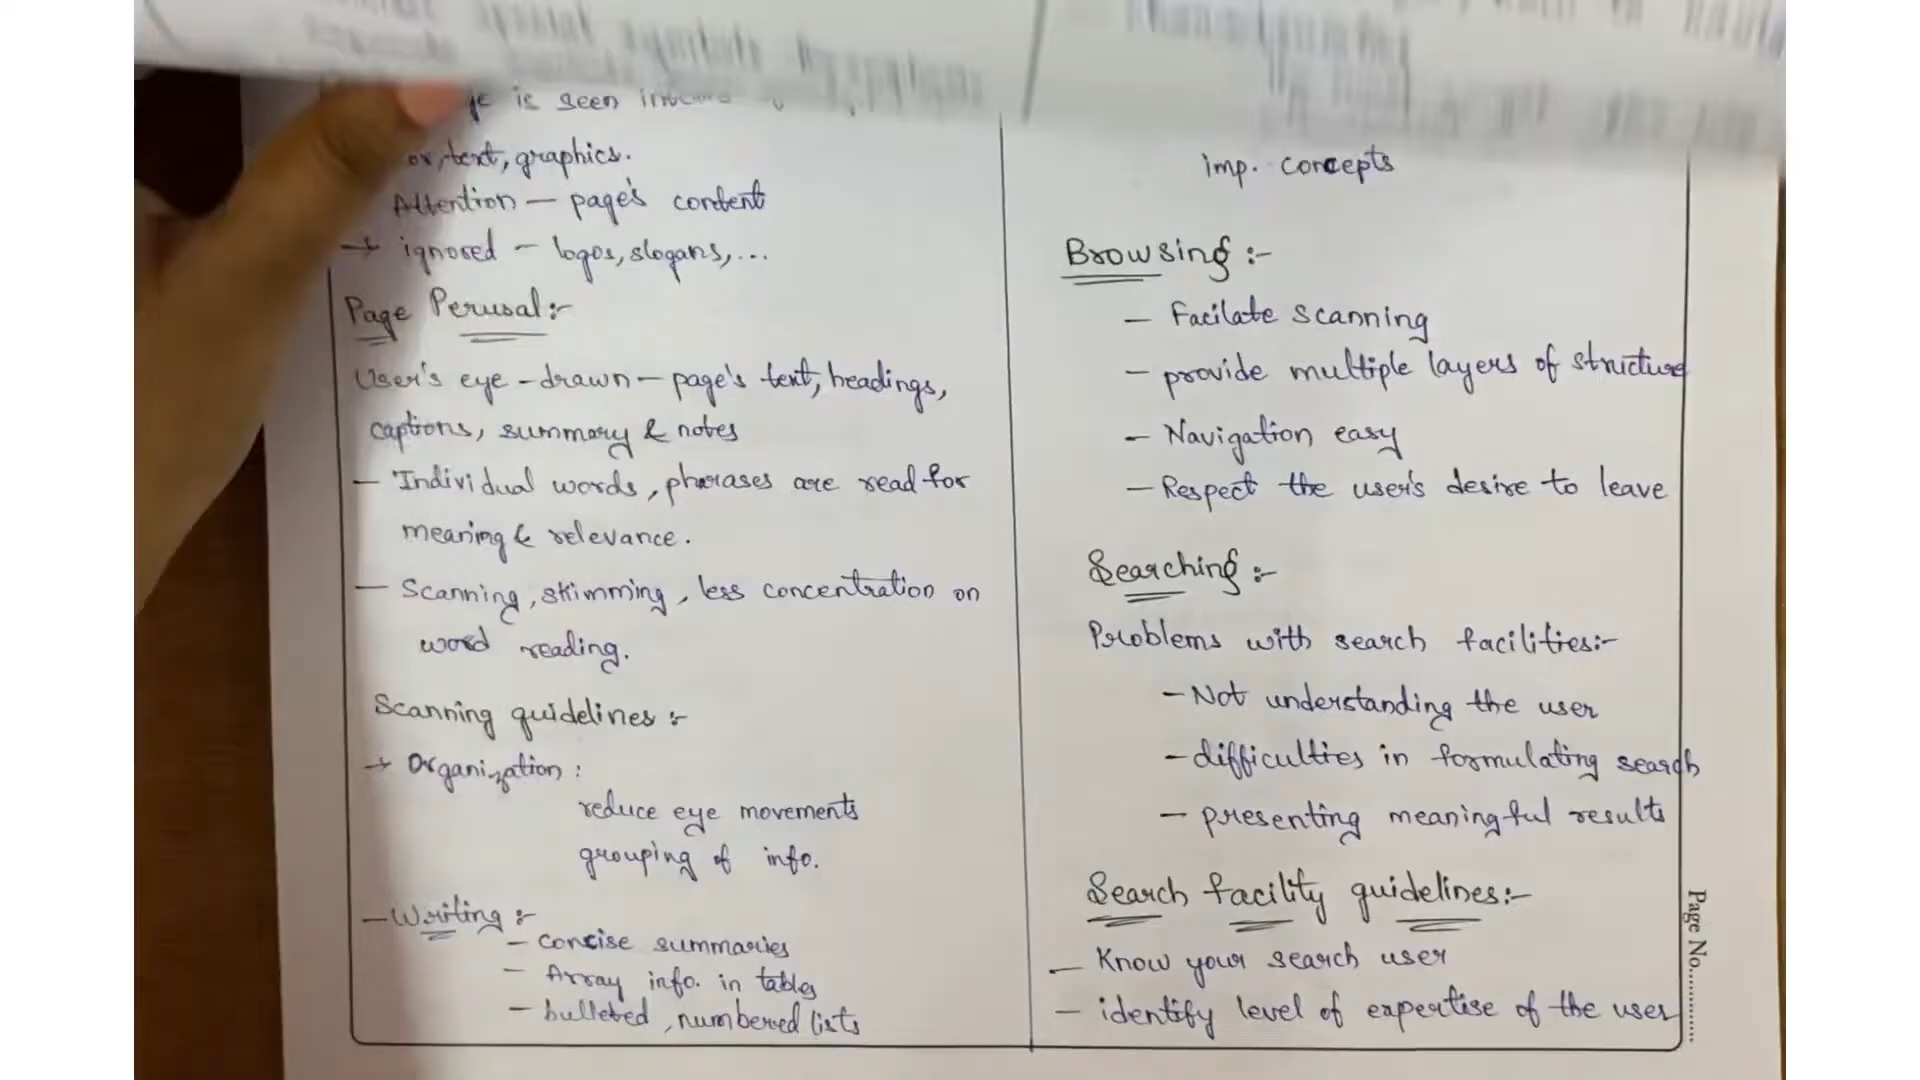 is seen
text, graphics.
Attention — page's content
→ ignored — logos, slogans, ...
Page Perusal :-
User's eye - drawn - page's text, headings,
captions, summary & notes
— Individual words, phrases are read for
meaning & relevance.
— Scanning, skimming, less concentration on
word reading.
Scanning guidelines :-
→ Organization :
reduce eye movements
grouping of info.
— Writing :-
— concise summaries
— Array info. in tables
— bulleted, numbered lists
imp. concepts
Browsing :-
— Facilate scanning
— provide multiple layers of structure
— Navigation easy
— Respect the user's desire to leave
Searching :-
Problems with search facilities :-
— Not understanding the user
— difficulties in formulating search
— presenting meaningful results
Search facility guidelines :-
— Know your search user
— identify level of expertise of the user
Page No..............